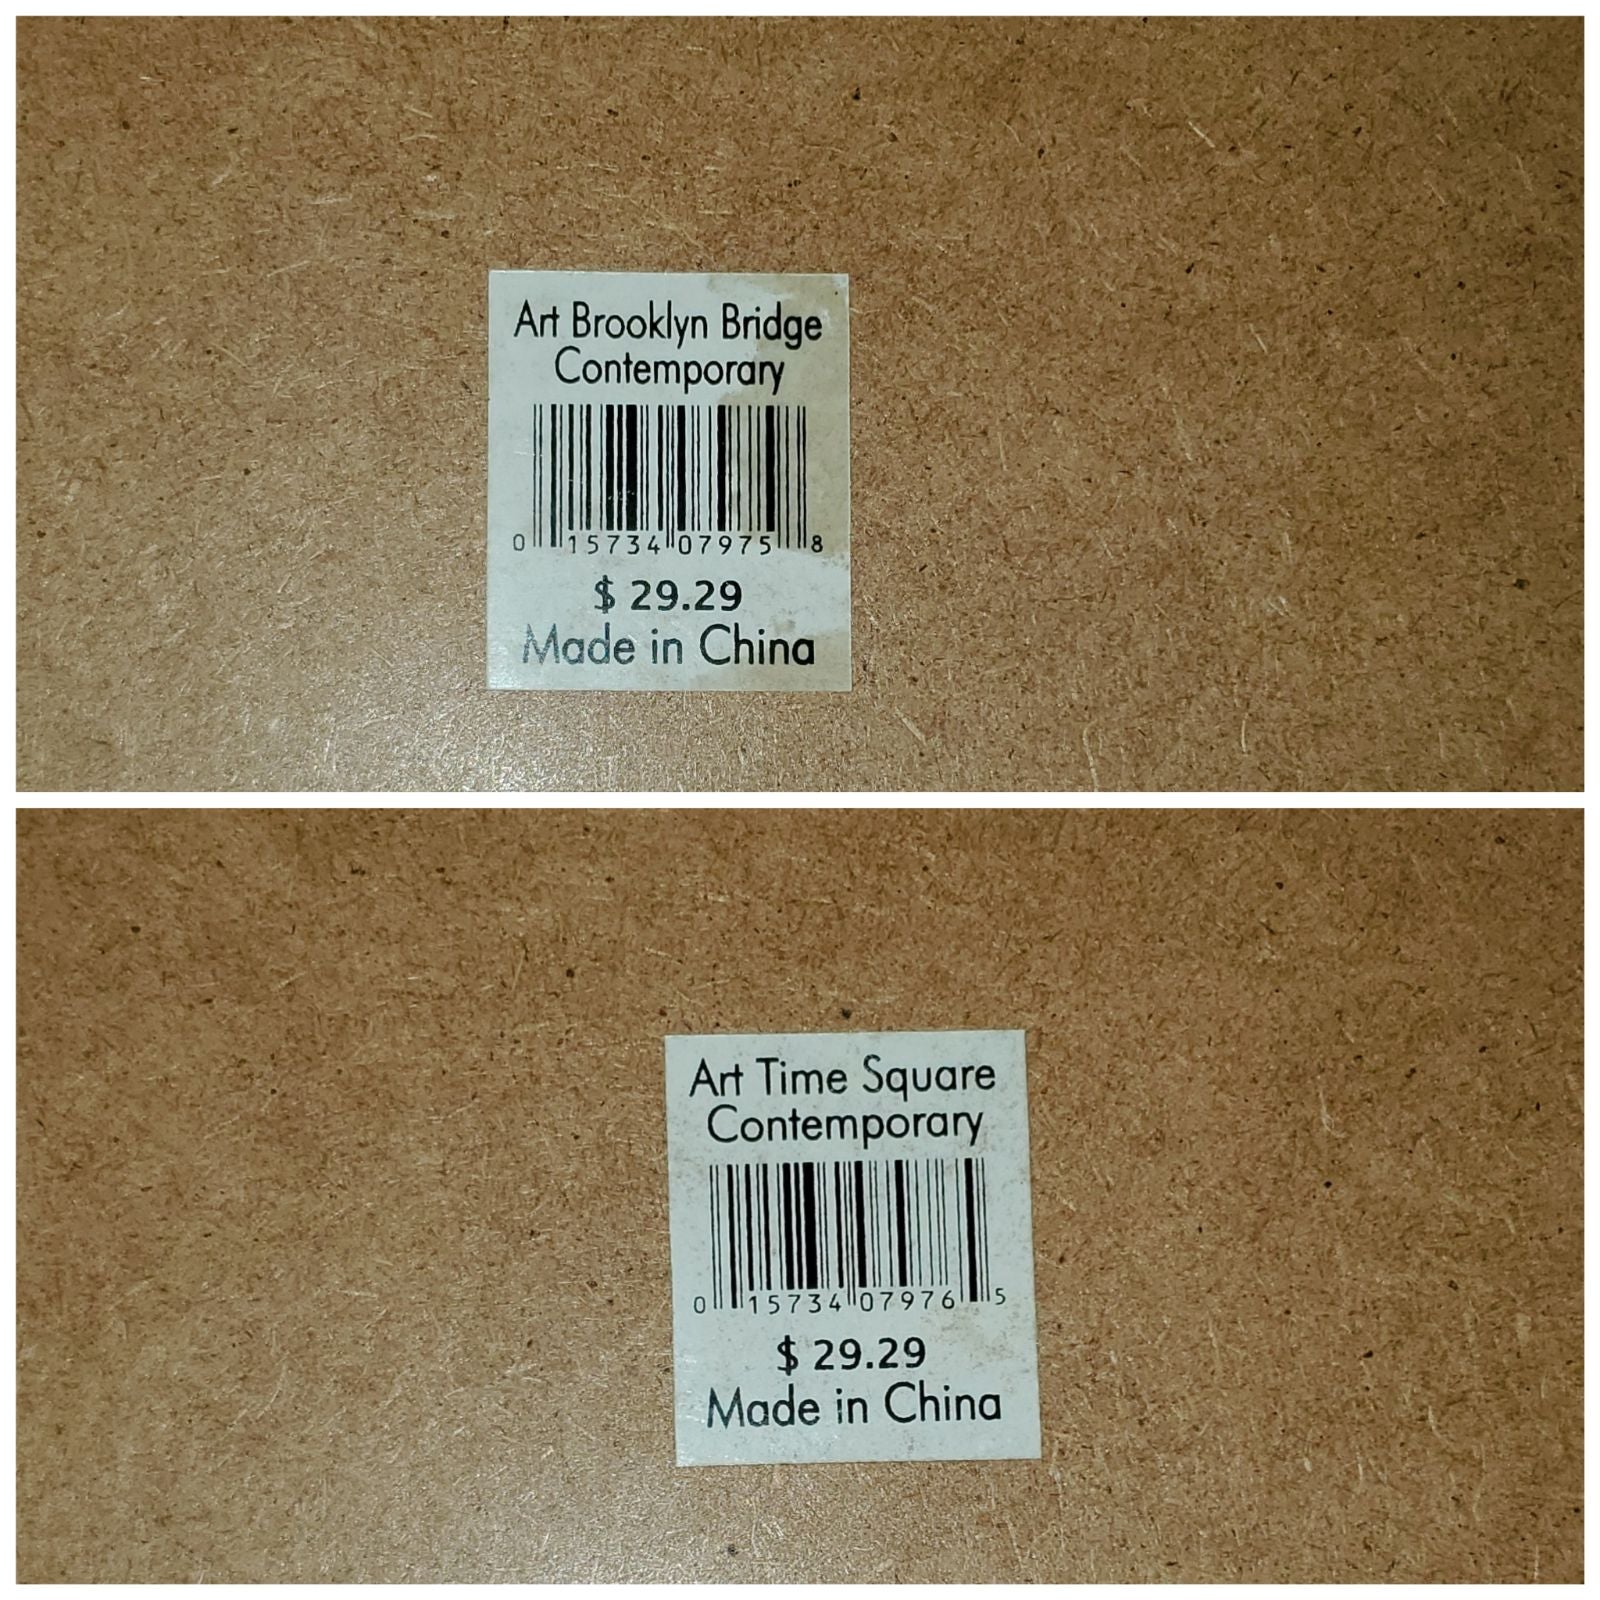 Art Brooklyn Bridge
Contemporary
0 15734 07975 8
$ 29.29
Made in China
Art Time Square
Contemporary
0 15734 07976 5
$ 29.29
Made in China